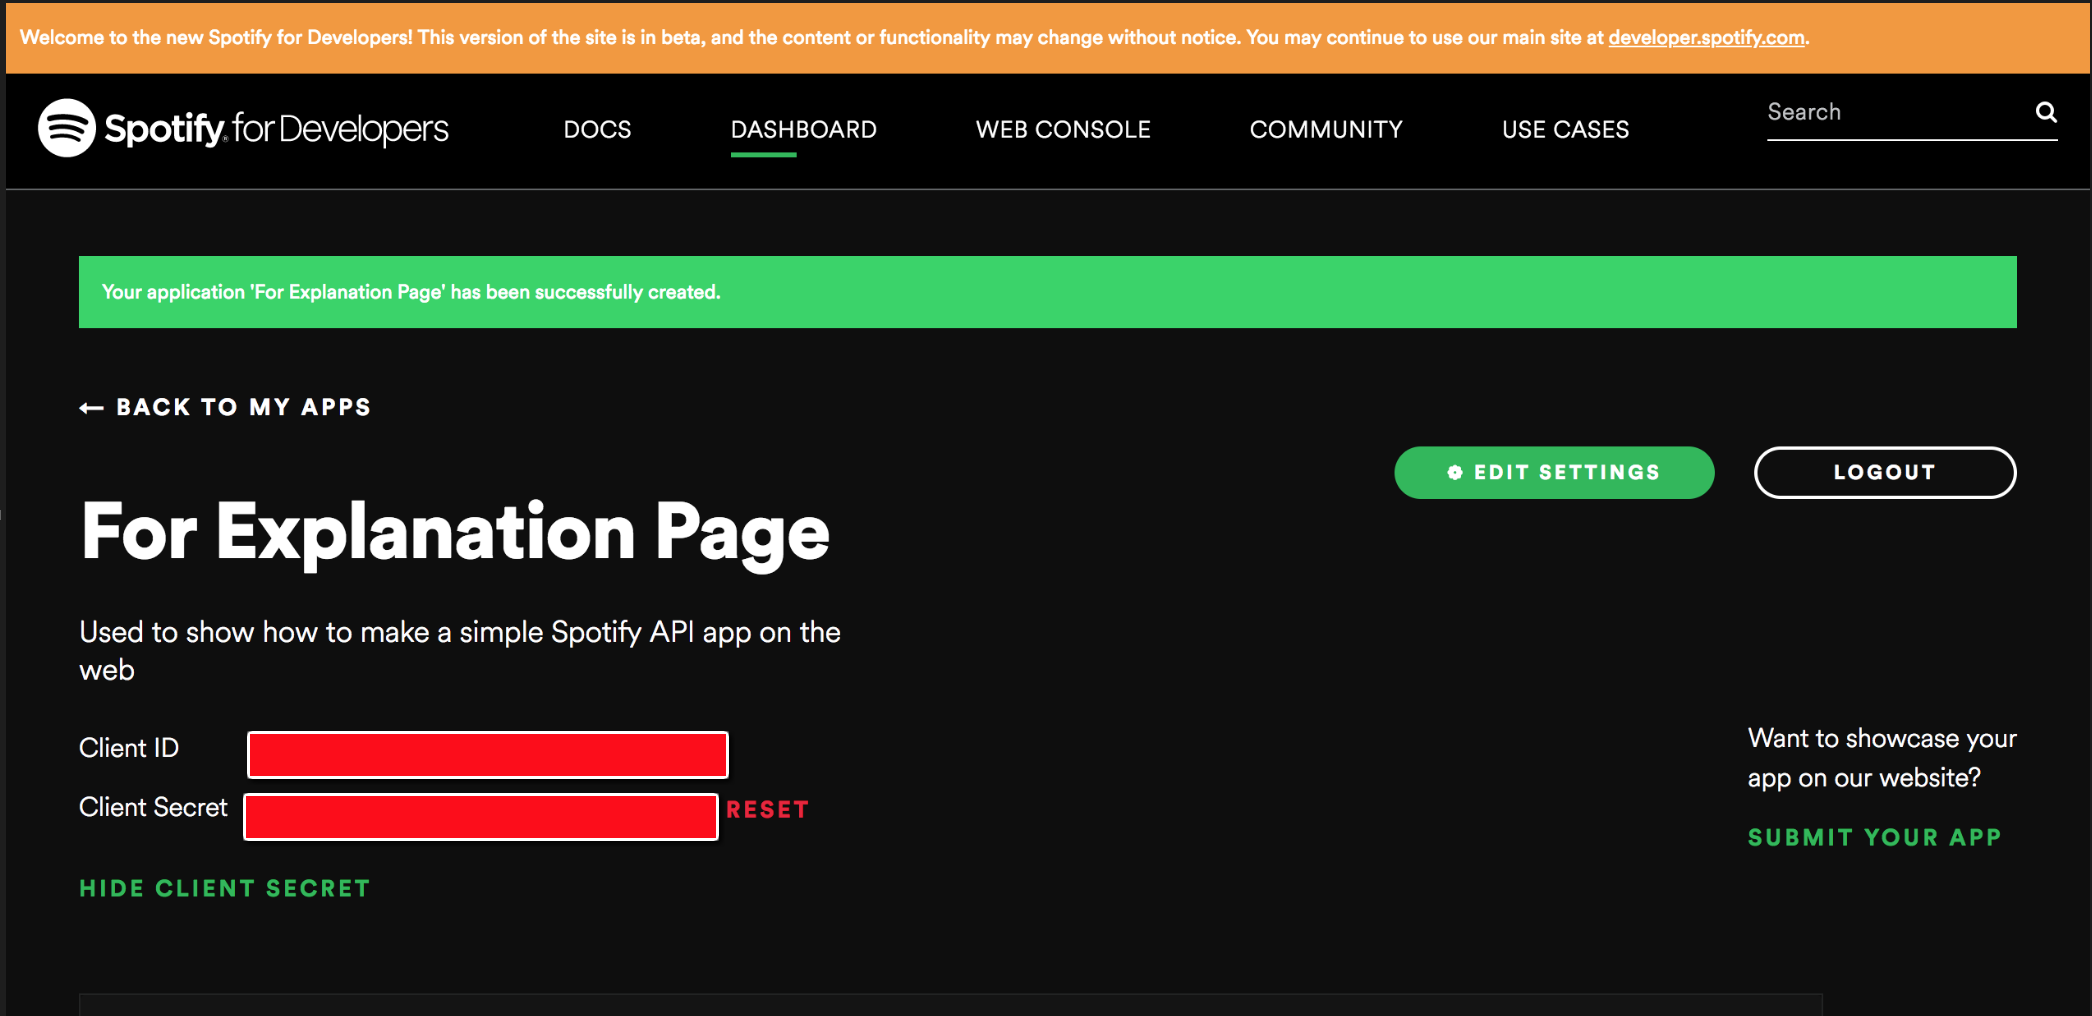 Welcome to the new Spotify for Developers! This version of the site is in beta, and the content or functionality may change without notice. You may continue to use our main site at developer.spotify.com.
Spotify® for Developers
DOCS
DASHBOARD
WEB CONSOLE
COMMUNITY
USE CASES
Search
Your application 'For Explanation Page' has been successfully created.
← BACK TO MY APPS
EDIT SETTINGS
LOGOUT
For Explanation Page
Used to show how to make a simple Spotify API app on the
web
Client ID
Client Secret
RESET
HIDE CLIENT SECRET
Want to showcase your
app on our website?
SUBMIT YOUR APP